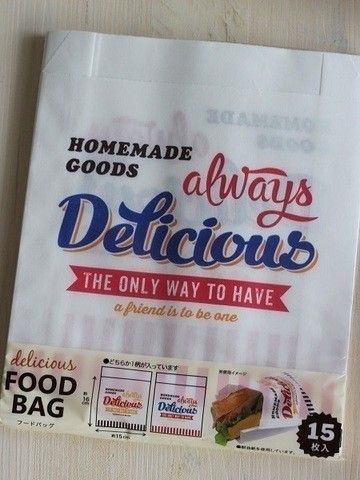 HOMEMADE
GOODS
always
Delicious
THE ONLY WAY TO HAVE
a friend is to be one
delicious
FOOD
BAG
フードバッグ
●どちらか1柄が入っています
約15cm
Delicious
always
Delicious
15
枚入